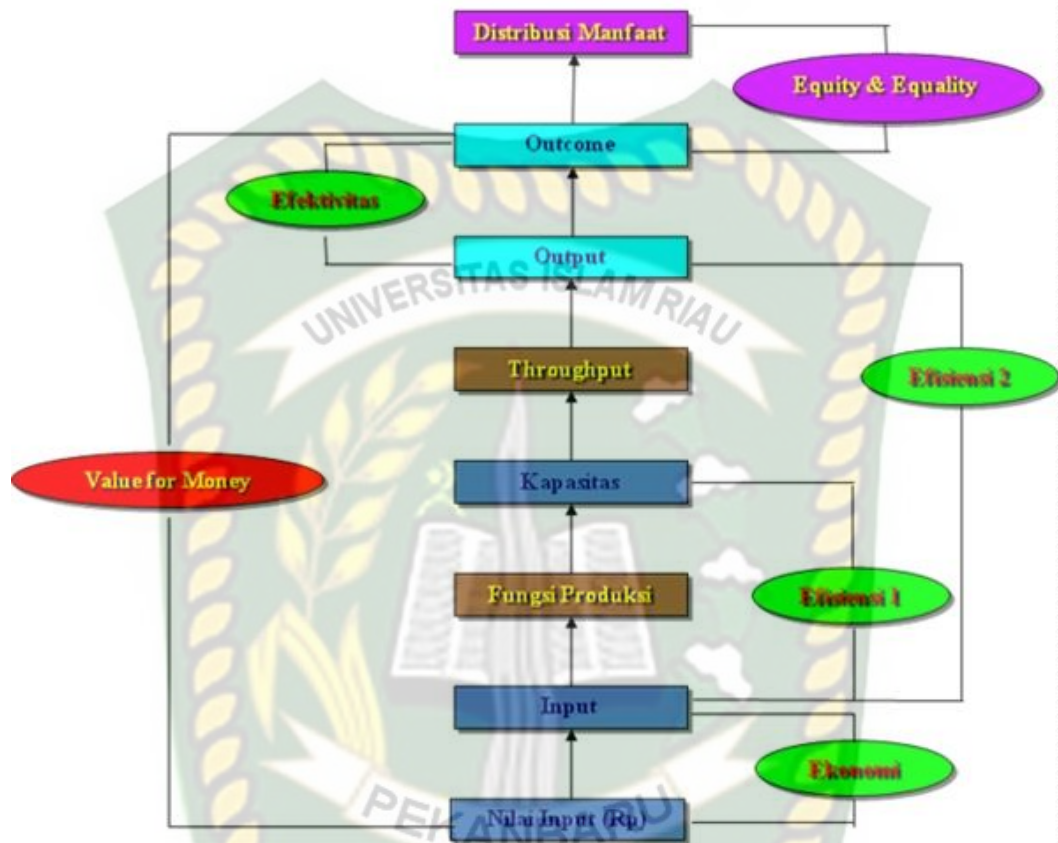 Distribusi Manfaat
Equity & Equality
Outcome
Efektivitas
Output
UNIVERSITAS ISLAM RIAU
Throughput
Efisiensi 2
Value for Money
Kapasitas
Fungsi Produksi
Efisiensi 1
Input
Ekonomi
Nilai Input (Rp)
PEKANBARU